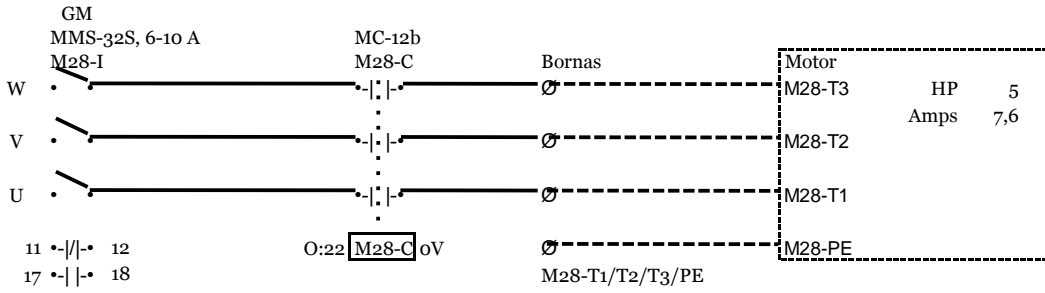 GM
MMS-32S, 6-10 A MC-12b
M28-I M28-C Bornas Motor
W M28-T3 HP 5
Amps 7,6
V M28-T2
U M28-T1
11 12 O:22 M28-C 0V M28-PE
17 18 M28-T1/T2/T3/PE